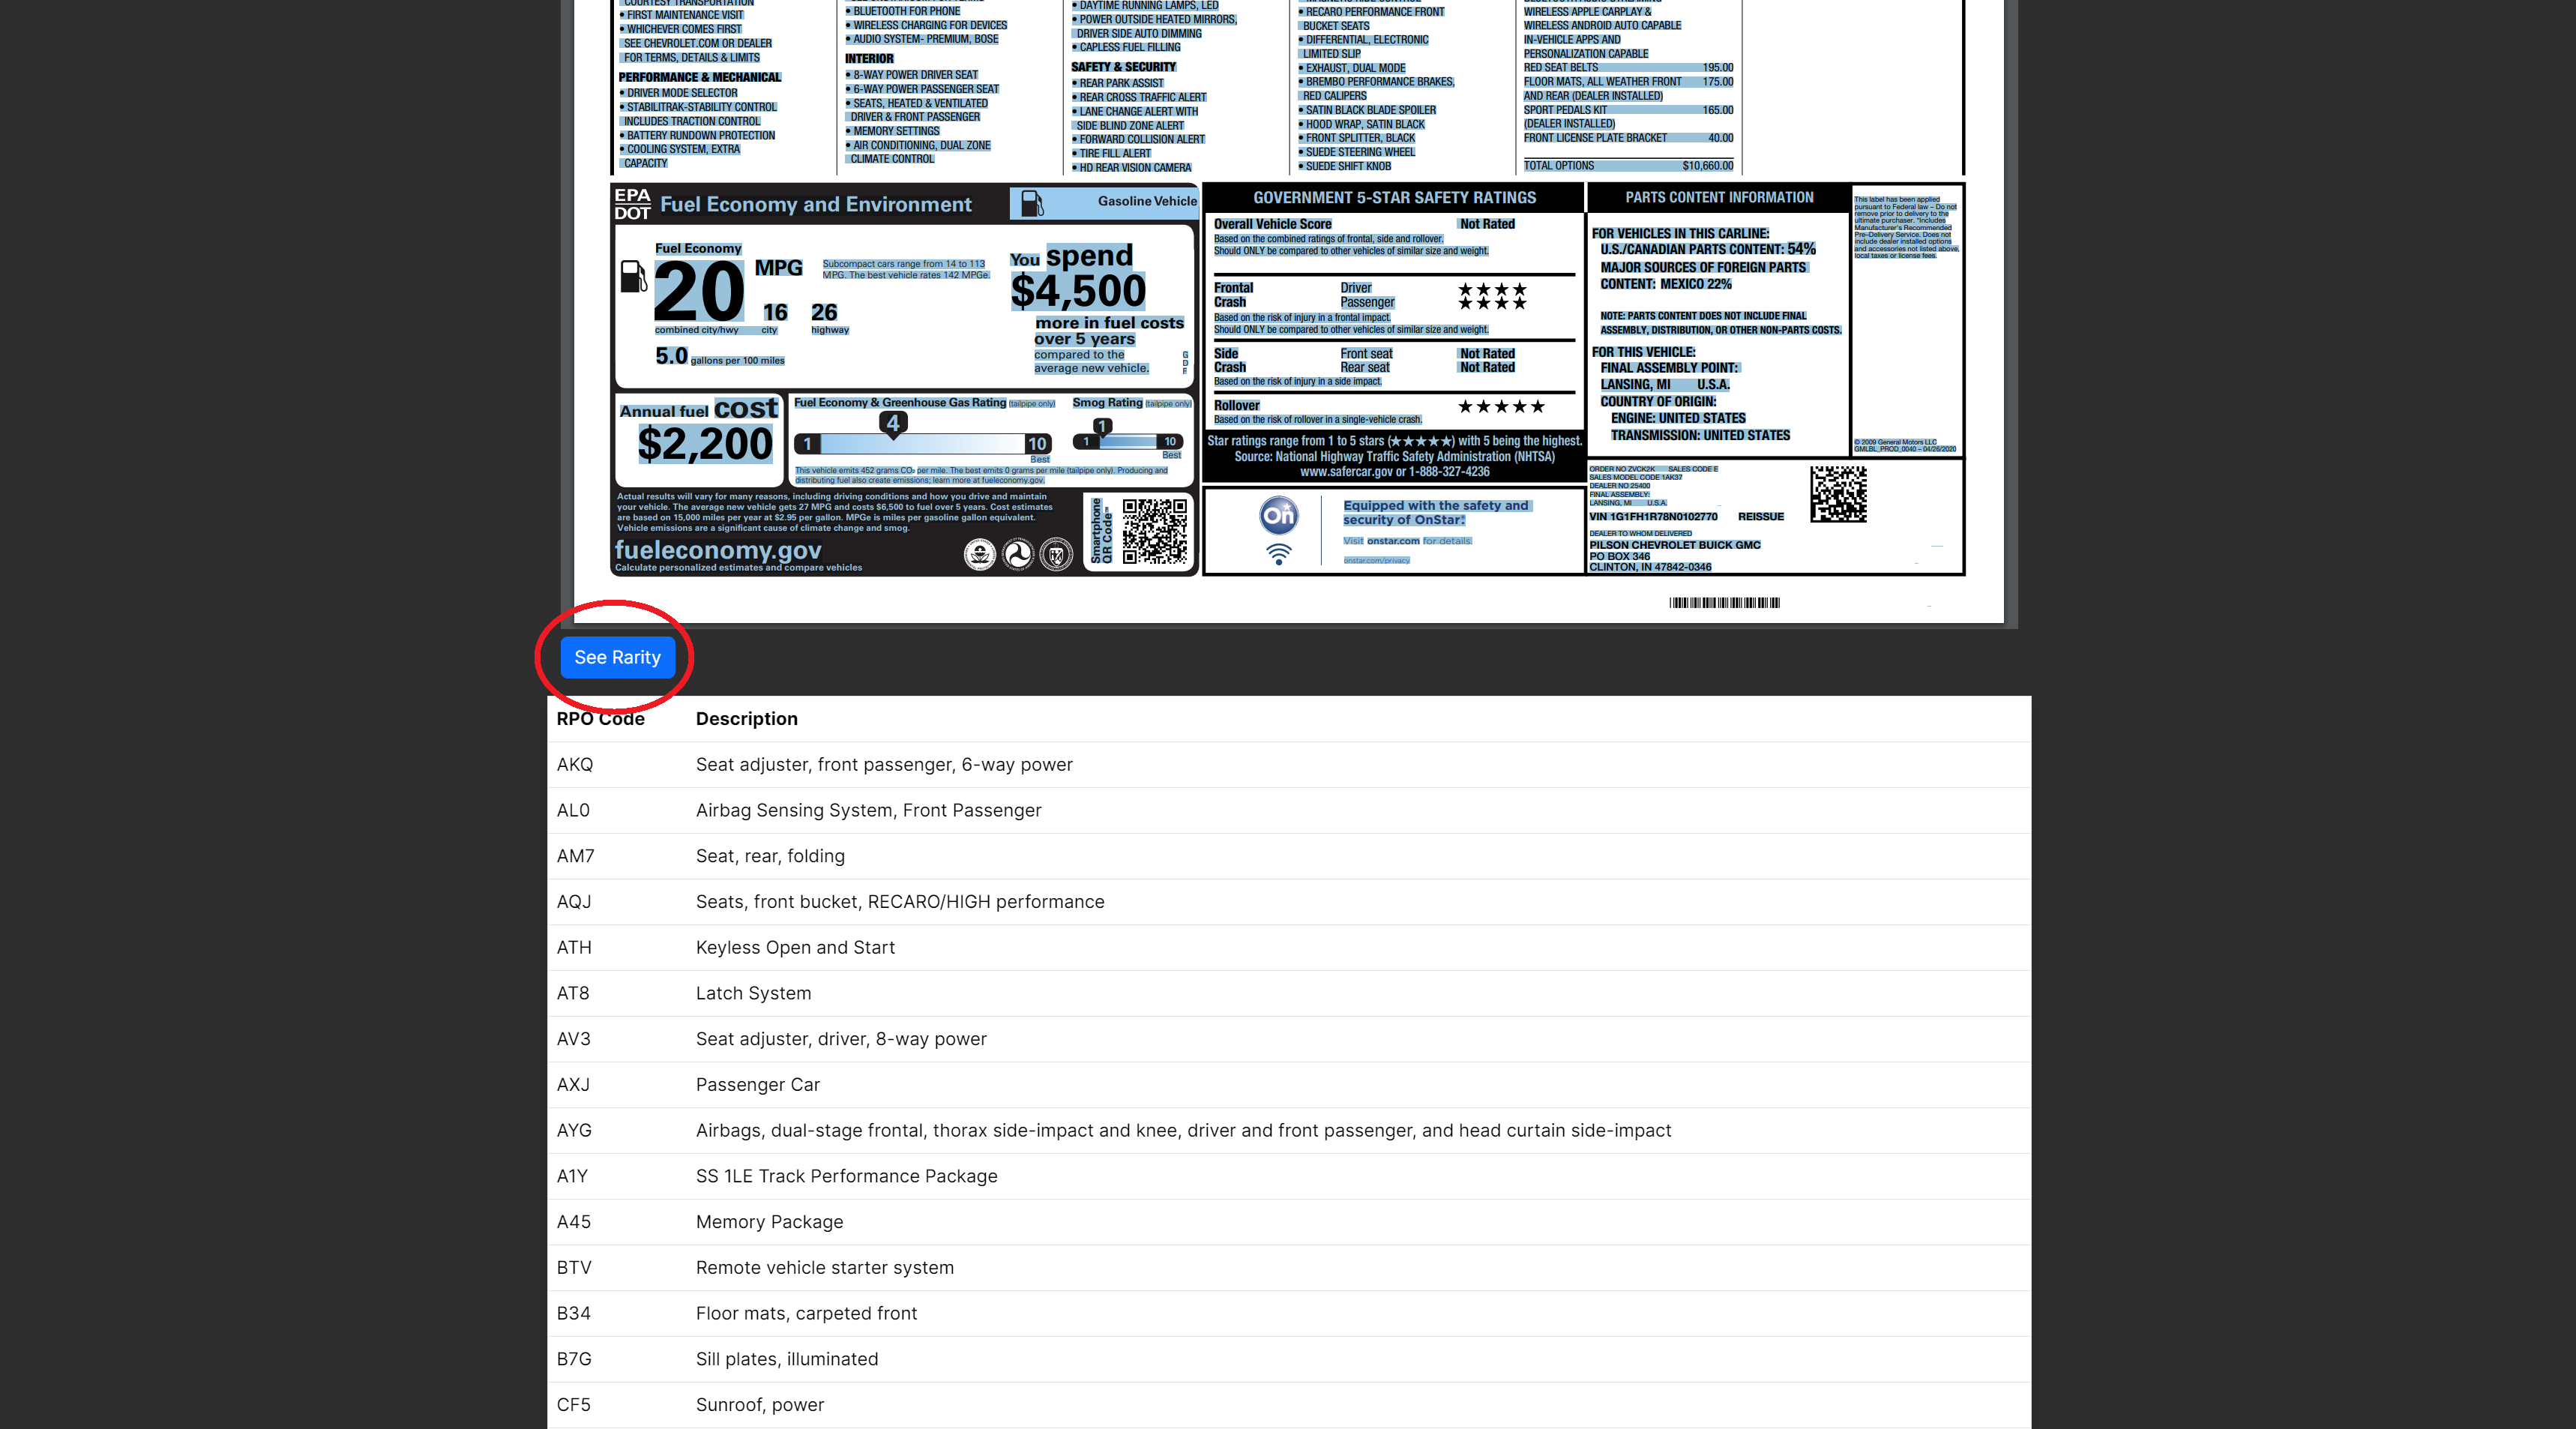 COURTESY TRANSPORTATION
• FIRST MAINTENANCE VISIT
• WHICHEVER COMES FIRST
SEE CHEVROLET.COM OR DEALER
FOR TERMS, DETAILS & LIMITS
PERFORMANCE & MECHANICAL
• DRIVER MODE SELECTOR
• STABILITRAK-STABILITY CONTROL
INCLUDES TRACTION CONTROL
• BATTERY RUNDOWN PROTECTION
• COOLING SYSTEM, EXTRA
CAPACITY
• BLUETOOTH FOR PHONE
• WIRELESS CHARGING FOR DEVICES
• AUDIO SYSTEM- PREMIUM, BOSE
INTERIOR
• 8-WAY POWER DRIVER SEAT
• 6-WAY POWER PASSENGER SEAT
• SEATS, HEATED & VENTILATED
DRIVER & FRONT PASSENGER
• MEMORY SETTINGS
• AIR CONDITIONING, DUAL ZONE
CLIMATE CONTROL
• DAYTIME RUNNING LAMPS, LED
• POWER OUTSIDE HEATED MIRRORS,
DRIVER SIDE AUTO DIMMING
• CAPLESS FUEL FILLING
SAFETY & SECURITY
• REAR PARK ASSIST
• REAR CROSS TRAFFIC ALERT
• LANE CHANGE ALERT WITH
SIDE BLIND ZONE ALERT
• FORWARD COLLISION ALERT
• TIRE FILL ALERT
• HD REAR VISION CAMERA
• RECARO PERFORMANCE FRONT
BUCKET SEATS
• DIFFERENTIAL, ELECTRONIC
LIMITED SLIP
• EXHAUST, DUAL MODE
• BREMBO PERFORMANCE BRAKES,
RED CALIPERS
• SATIN BLACK BLADE SPOILER
• HOOD WRAP, SATIN BLACK
• FRONT SPLITTER, BLACK
• SUEDE STEERING WHEEL
• SUEDE SHIFT KNOB
WIRELESS APPLE CARPLAY &
WIRELESS ANDROID AUTO CAPABLE
IN-VEHICLE APPS AND
PERSONALIZATION CAPABLE
RED SEAT BELTS 195.00
FLOOR MATS, ALL WEATHER FRONT 175.00
AND REAR (DEALER INSTALLED)
SPORT PEDALS KIT 165.00
(DEALER INSTALLED)
FRONT LICENSE PLATE BRACKET 40.00
TOTAL OPTIONS $10,660.00
EPA
DOT
Fuel Economy and Environment
Gasoline Vehicle
Fuel Economy
20
MPG
combined city/hwy
16
city
26
highway
5.0 gallons per 100 miles
Subcompact cars range from 14 to 113
MPG. The best vehicle rates 142 MPGe.
You spend
$4,500
more in fuel costs
over 5 years
compared to the
average new vehicle.
G
D
F
Annual fuel cost
$2,200
Fuel Economy & Greenhouse Gas Rating (tailpipe only)
4
1 10
Best
Smog Rating (tailpipe only)
1
1 10
Best
This vehicle emits 452 grams CO₂ per mile. The best emits 0 grams per mile (tailpipe only). Producing and
distributing fuel also create emissions; learn more at fueleconomy.gov.
Actual results will vary for many reasons, including driving conditions and how you drive and maintain
your vehicle. The average new vehicle gets 27 MPG and costs $6,500 to fuel over 5 years. Cost estimates
are based on 15,000 miles per year at $2.95 per gallon. MPGe is miles per gasoline gallon equivalent.
Vehicle emissions are a significant cause of climate change and smog.
fueleconomy.gov
Calculate personalized estimates and compare vehicles
Smartphone
QR Code™
GOVERNMENT 5-STAR SAFETY RATINGS
Overall Vehicle Score Not Rated
Based on the combined ratings of frontal, side and rollover.
Should ONLY be compared to other vehicles of similar size and weight.
Frontal Driver ★★★★
Crash Passenger ★★★★
Based on the risk of injury in a frontal impact.
Should ONLY be compared to other vehicles of similar size and weight.
Side Front seat Not Rated
Crash Rear seat Not Rated
Based on the risk of injury in a side impact.
Rollover ★★★★★
Based on the risk of rollover in a single-vehicle crash.
Star ratings range from 1 to 5 stars (★★★★★) with 5 being the highest.
Source: National Highway Traffic Safety Administration (NHTSA)
www.safercar.gov or 1-888-327-4236
On
Equipped with the safety and
security of OnStar®.
Visit onstar.com for details.
onstar.com/privacy
PARTS CONTENT INFORMATION
FOR VEHICLES IN THIS CARLINE:
U.S./CANADIAN PARTS CONTENT: 54%
MAJOR SOURCES OF FOREIGN PARTS
CONTENT: MEXICO 22%
NOTE: PARTS CONTENT DOES NOT INCLUDE FINAL
ASSEMBLY, DISTRIBUTION, OR OTHER NON-PARTS COSTS.
FOR THIS VEHICLE:
FINAL ASSEMBLY POINT:
LANSING, MI U.S.A.
COUNTRY OF ORIGIN:
ENGINE: UNITED STATES
TRANSMISSION: UNITED STATES
This label has been applied
pursuant to Federal law – Do not
remove prior to delivery to the
ultimate purchaser. *Includes
Manufacturer's Recommended
Pre-Delivery Service. Does not
include dealer installed options
and accessories not listed above,
local taxes or license fees.
© 2009 General Motors LLC
GMLBL_PROD_0040 – 04/26/2020
ORDER NO ZVCK2K SALES CODE E
SALES MODEL CODE 1AK37
DEALER NO 25400
FINAL ASSEMBLY:
LANSING, MI U.S.A.
VIN 1G1FH1R78N0102770 REISSUE
DEALER TO WHOM DELIVERED
PILSON CHEVROLET BUICK GMC
PO BOX 346
CLINTON, IN 47842-0346
See Rarity
RPO Code Description
AKQ Seat adjuster, front passenger, 6-way power
AL0 Airbag Sensing System, Front Passenger
AM7 Seat, rear, folding
AQJ Seats, front bucket, RECARO/HIGH performance
ATH Keyless Open and Start
AT8 Latch System
AV3 Seat adjuster, driver, 8-way power
AXJ Passenger Car
AYG Airbags, dual-stage frontal, thorax side-impact and knee, driver and front passenger, and head curtain side-impact
A1Y SS 1LE Track Performance Package
A45 Memory Package
BTV Remote vehicle starter system
B34 Floor mats, carpeted front
B7G Sill plates, illuminated
CF5 Sunroof, power